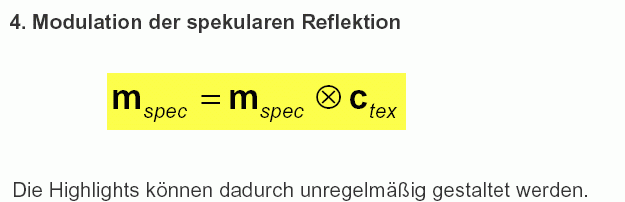 4. Modulation der spekularen Reflektion
m_spec = m_spec ⊗ c_tex
Die Highlights können dadurch unregelmäßig gestaltet werden.